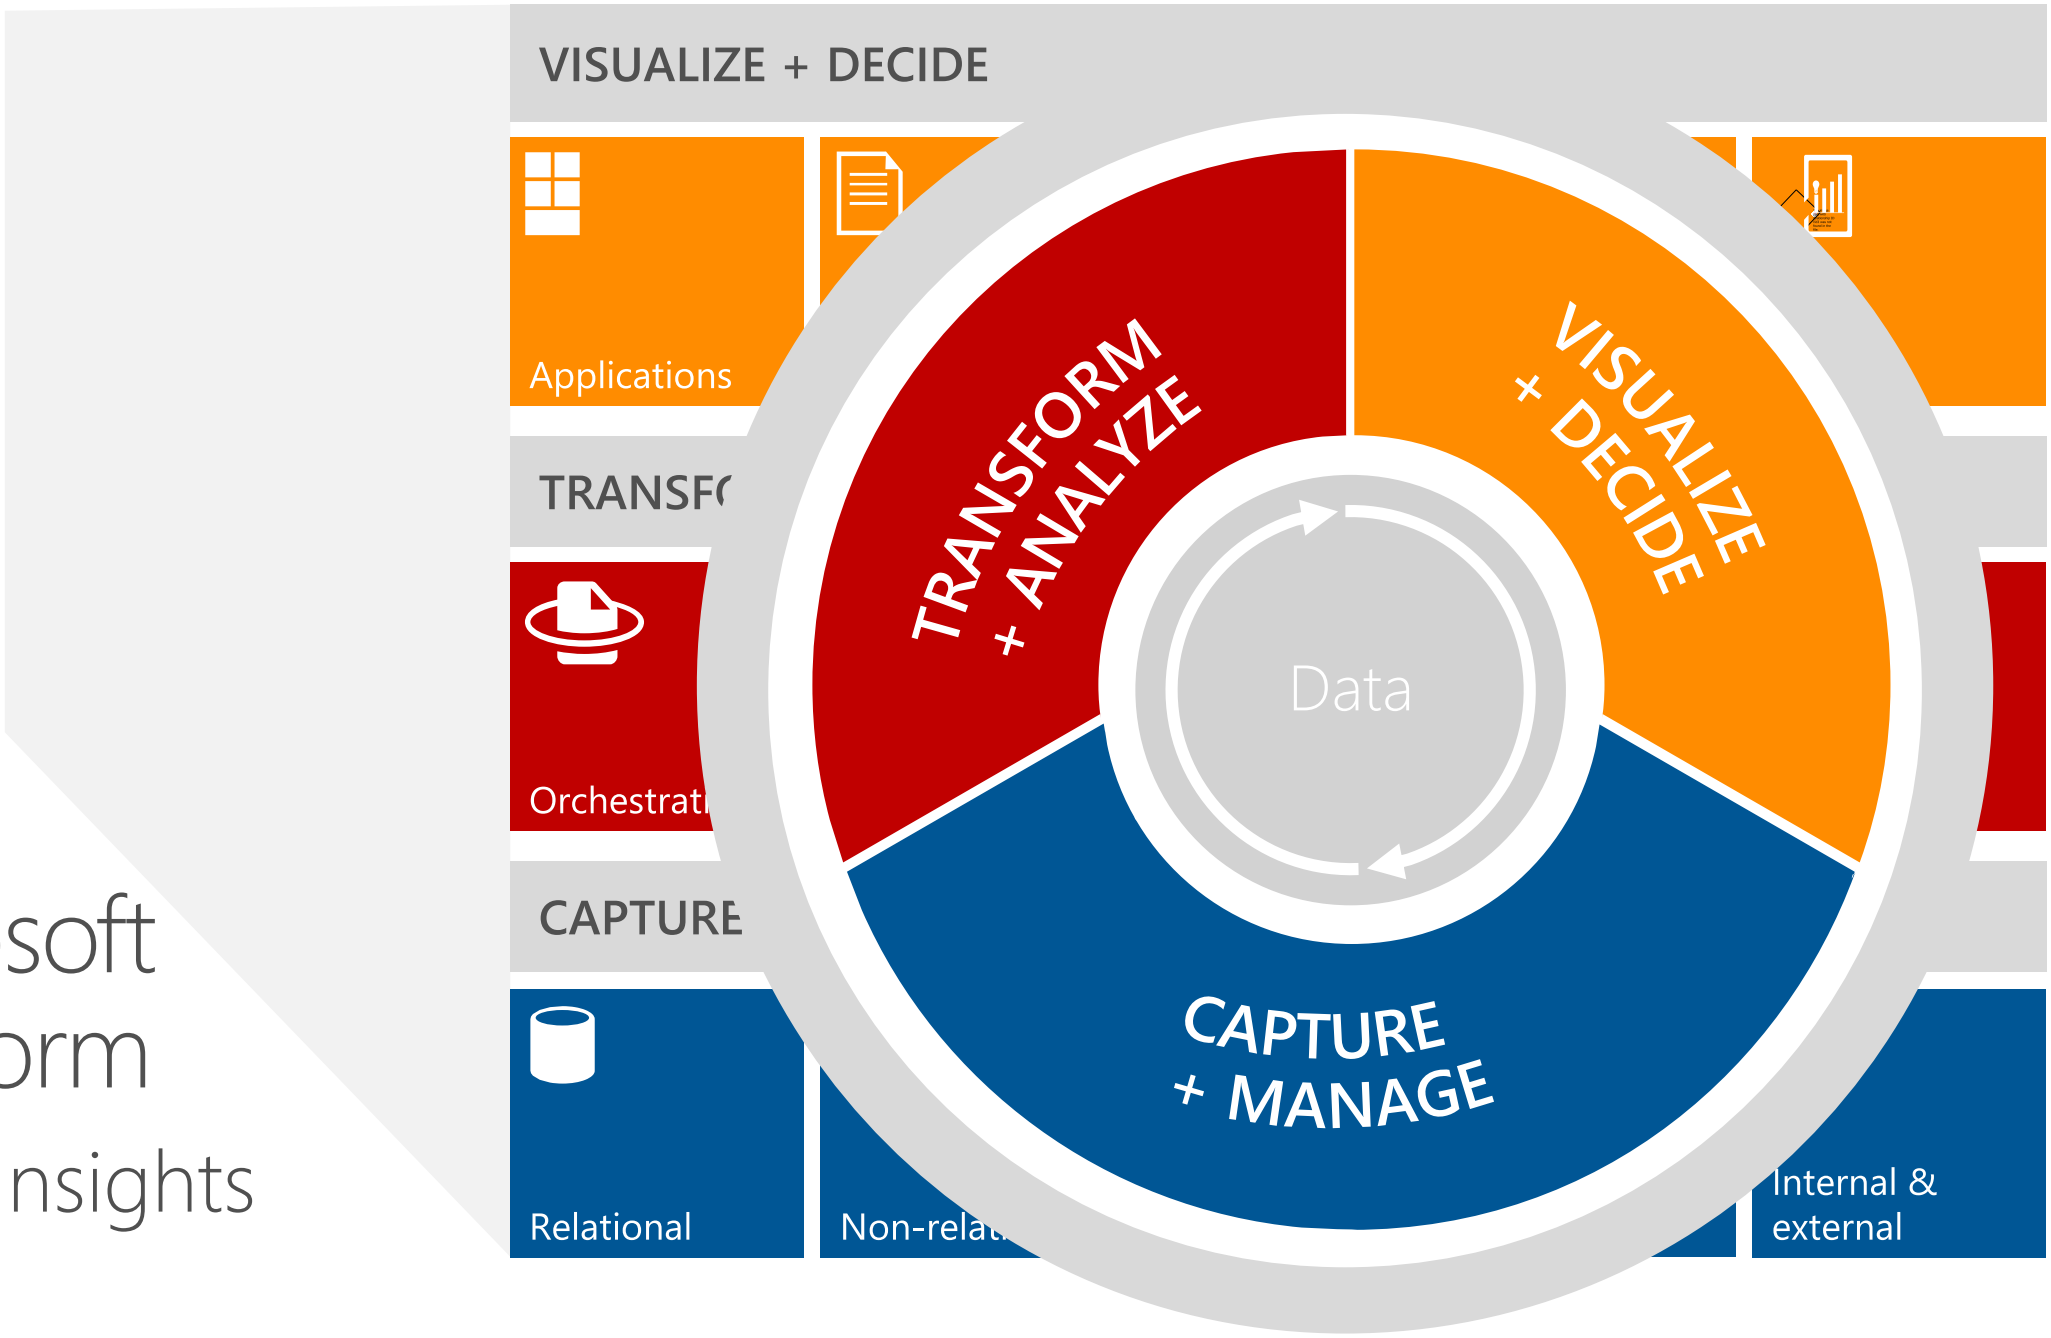 VISUALIZE + DECIDE
Applications
TRANSFO
Orchestrati
CAPTURE
Relational
Non-relat
Internal &
external
TRANSFORM
+ ANALYZE
VISUALIZE
+ DECIDE
Data
CAPTURE
+ MANAGE
soft
orm
nsights